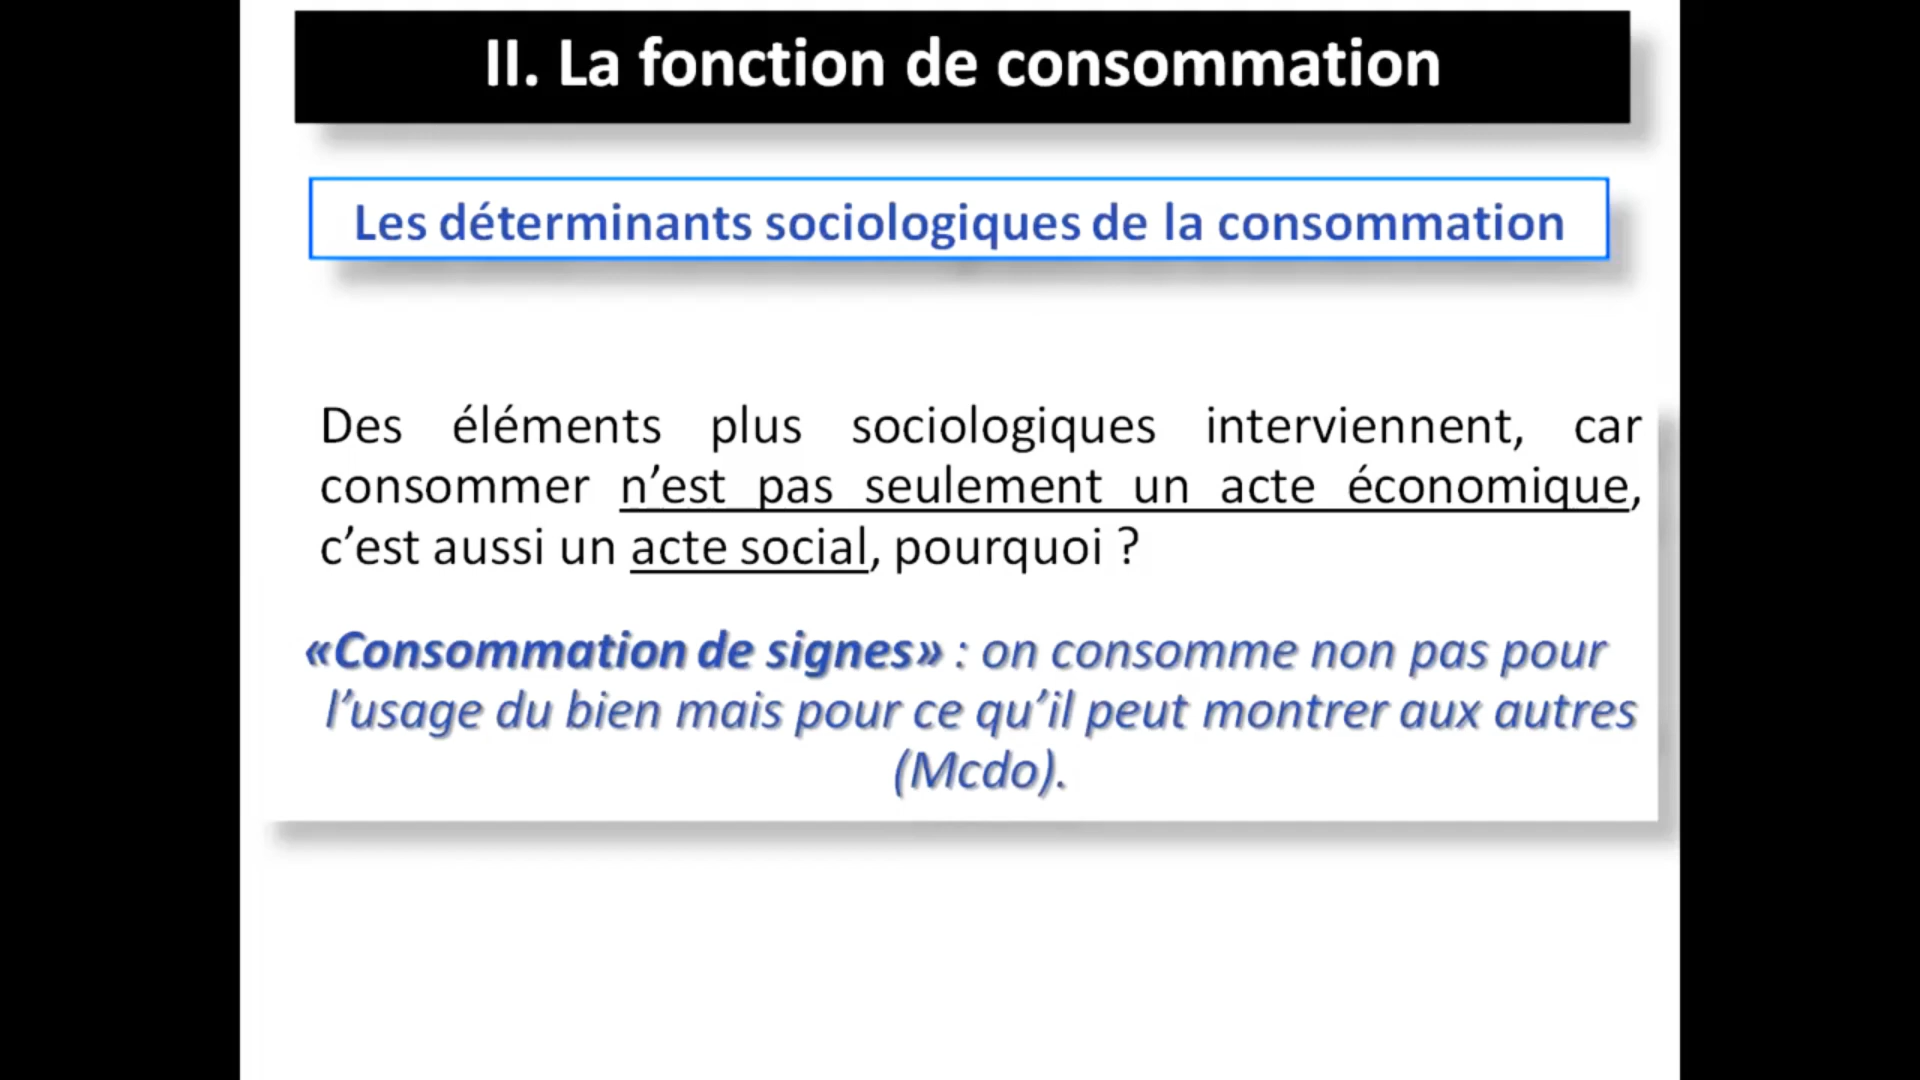 II. La fonction de consommation
Les déterminants sociologiques de la consommation
Des éléments plus sociologiques interviennent, car
consommer n’est pas seulement un acte économique,
c’est aussi un acte social, pourquoi ?
«Consommation de signes» : on consomme non pas pour
l’usage du bien mais pour ce qu’il peut montrer aux autres
(Mcdo).